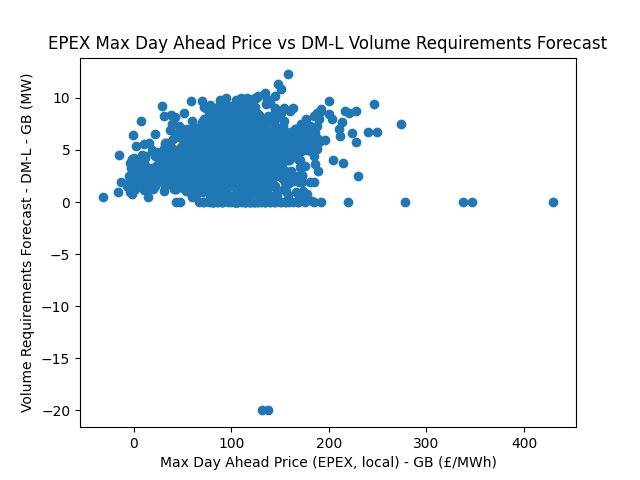 EPEX Max Day Ahead Price vs DM-L Volume Requirements Forecast
Volume Requirements Forecast - DM-L - GB (MW)
10
5
0
−5
−10
−15
−20
0 100 200 300 400
Max Day Ahead Price (EPEX, local) - GB (£/MWh)